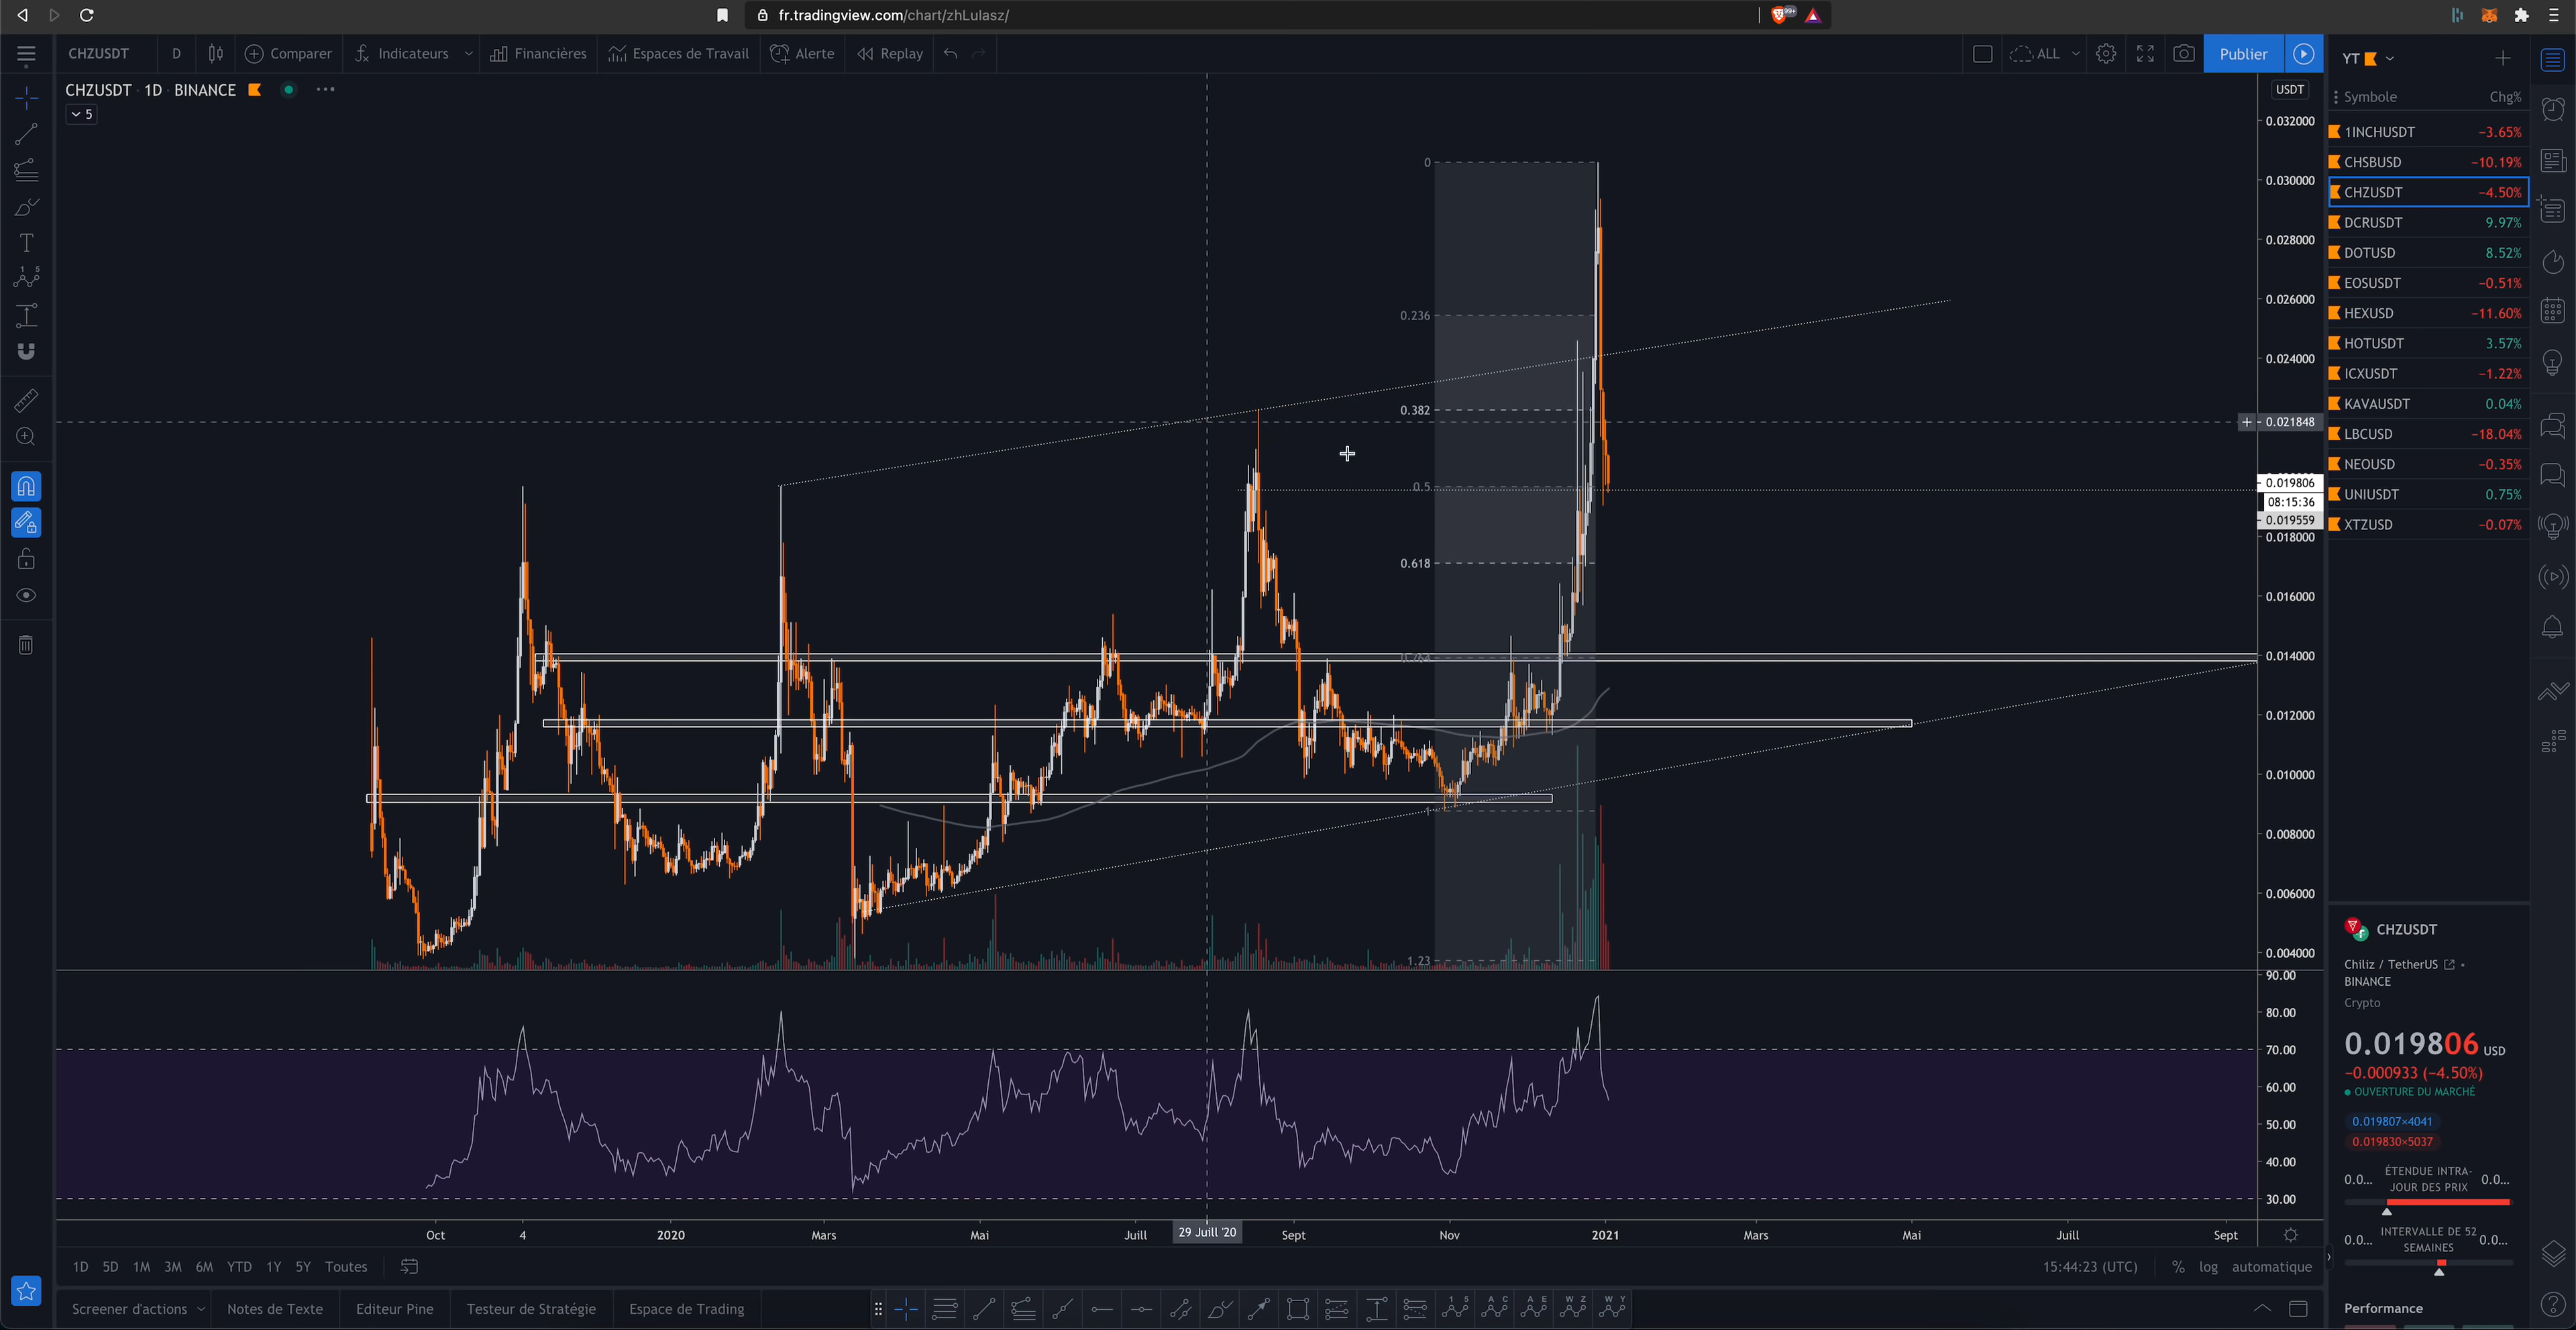 fr.tradingview.com/chart/zhLulasz/
99+
CHZUSDT D Comparer Indicateurs Financières Espaces de Travail Alerte Replay ALL Publier
YT
CHZUSDT 1D BINANCE
5
USDT
Symbole Chg%
1INCHUSDT −3.65%
CHSBUSD −10.19%
CHZUSDT −4.50%
DCRUSDT 9.97%
DOTUSD 8.52%
EOSUSDT −0.51%
HEXUSD −11.60%
HOTUSDT 3.57%
ICXUSDT −1.22%
KAVAUSDT 0.04%
LBCUSD −18.04%
NEOUSD −0.35%
UNIUSDT 0.75%
XTZUSD −0.07%
0.032000
0.030000
0.028000
0.026000
0.024000
0.021848
0.019806
08:15:36
0.019559
0.018000
0.016000
0.014000
0.012000
0.010000
0.008000
0.006000
0.004000
0
0.236
0.382
0.5
0.618
1
1.23
90.00
80.00
70.00
60.00
50.00
40.00
30.00
Oct 4 2020 Mars Mai Juill 29 Juill '20 Sept Nov 2021 Mars Mai Juill Sept
CHZUSDT
Chiliz / TetherUS
BINANCE
Crypto
0.019806 USD
−0.000933 (−4.50%)
OUVERTURE DU MARCHÉ
0.019807×4041
0.019830×5037
0.0... ÉTENDUE INTRA-JOUR DES PRIX 0.0...
0.0... INTERVALLE DE 52 SEMAINES 0.0...
Performance
1D 5D 1M 3M 6M YTD 1Y 5Y Toutes
15:44:23 (UTC) % log automatique
Screener d'actions Notes de Texte Editeur Pine Testeur de Stratégie Espace de Trading